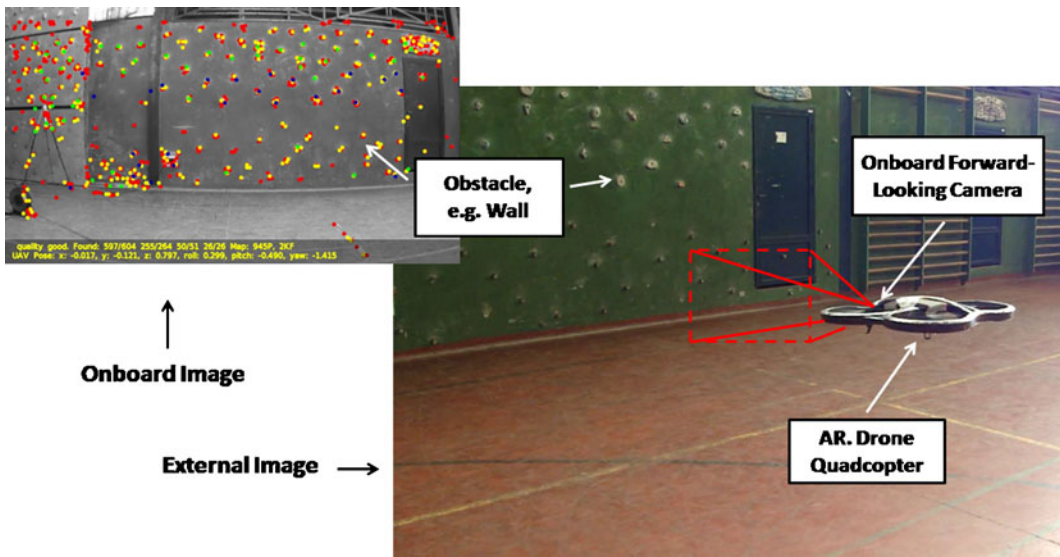 quality good. Found: 597/604 255/264 50/51 26/26 Map: 945P, 2KF
UAV Pose: x: -0.017, y: -0.121, z: 0.797, roll: 0.299, pitch: -0.490, yaw: -1.415
Obstacle,
e.g. Wall
Onboard Forward-
Looking Camera
Onboard Image
External Image
AR. Drone
Quadcopter